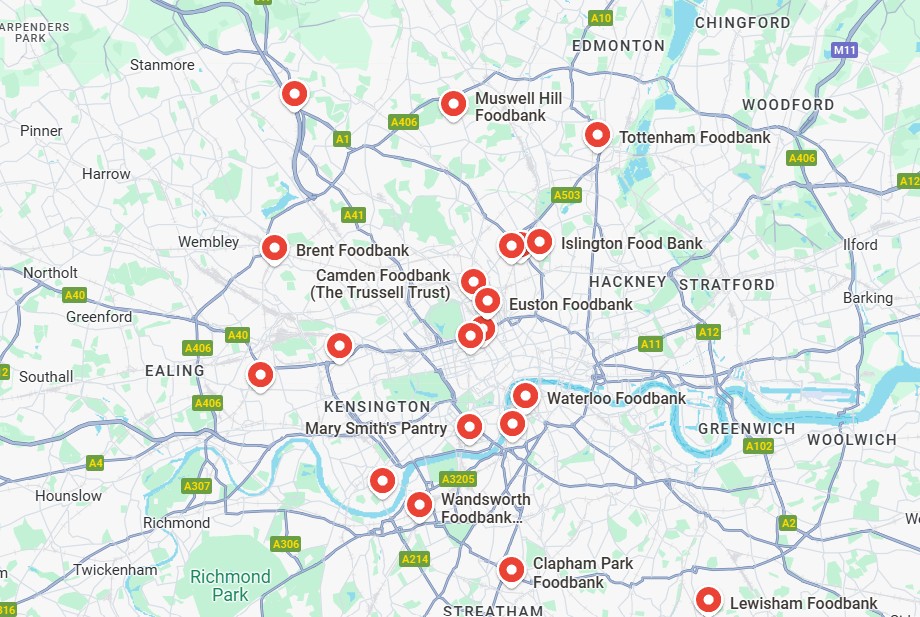 A10
CHINGFORD
ARPENDERS
PARK
EDMONTON
M11
Stanmore
Muswell Hill
Foodbank
WOODFORD
A406
Pinner
A1
Tottenham Foodbank
A406
Harrow
A12
A503
A41
Wembley
Brent Foodbank
Islington Food Bank
Ilford
Northolt
Camden Foodbank
(The Trussell Trust)
HACKNEY
STRATFORD
A40
Euston Foodbank
Barking
Greenford
A40
A12
A406
A11
2
Southall
EALING
A406
KENSINGTON
Waterloo Foodbank
Mary Smith's Pantry
GREENWICH
WOOLWICH
A102
A4
A307
A3205
Hounslow
Wandsworth
Foodbank...
Richmond
A2
A306
A214
Clapham Park
Foodbank
Twickenham
Richmond
Park
316
STREATHAM
Lewisham Foodbank